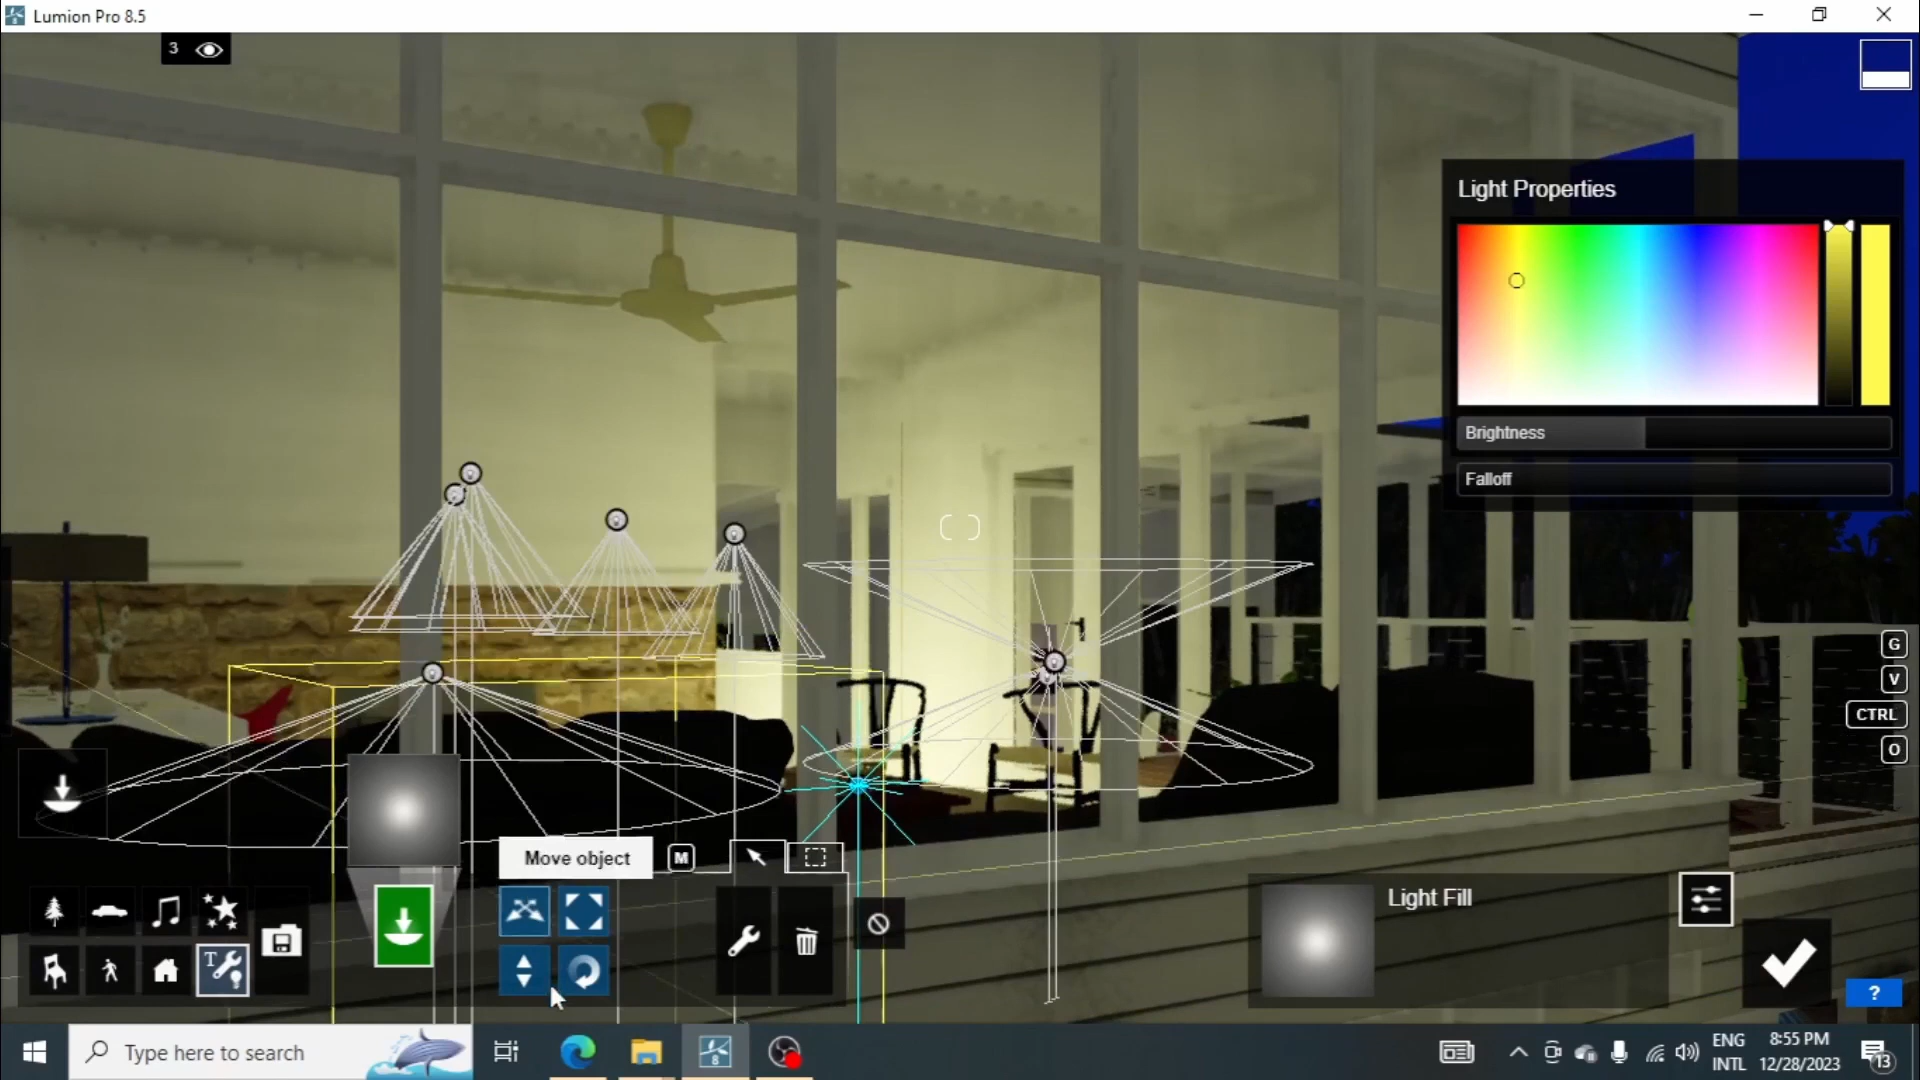 Lumion Pro 8.5
3
Light Properties
Brightness
Falloff
G
V
CTRL
O
Move object
M
Light Fill
T
?
Type here to search
8
ENG
INTL
8:55 PM
12/28/2023
13